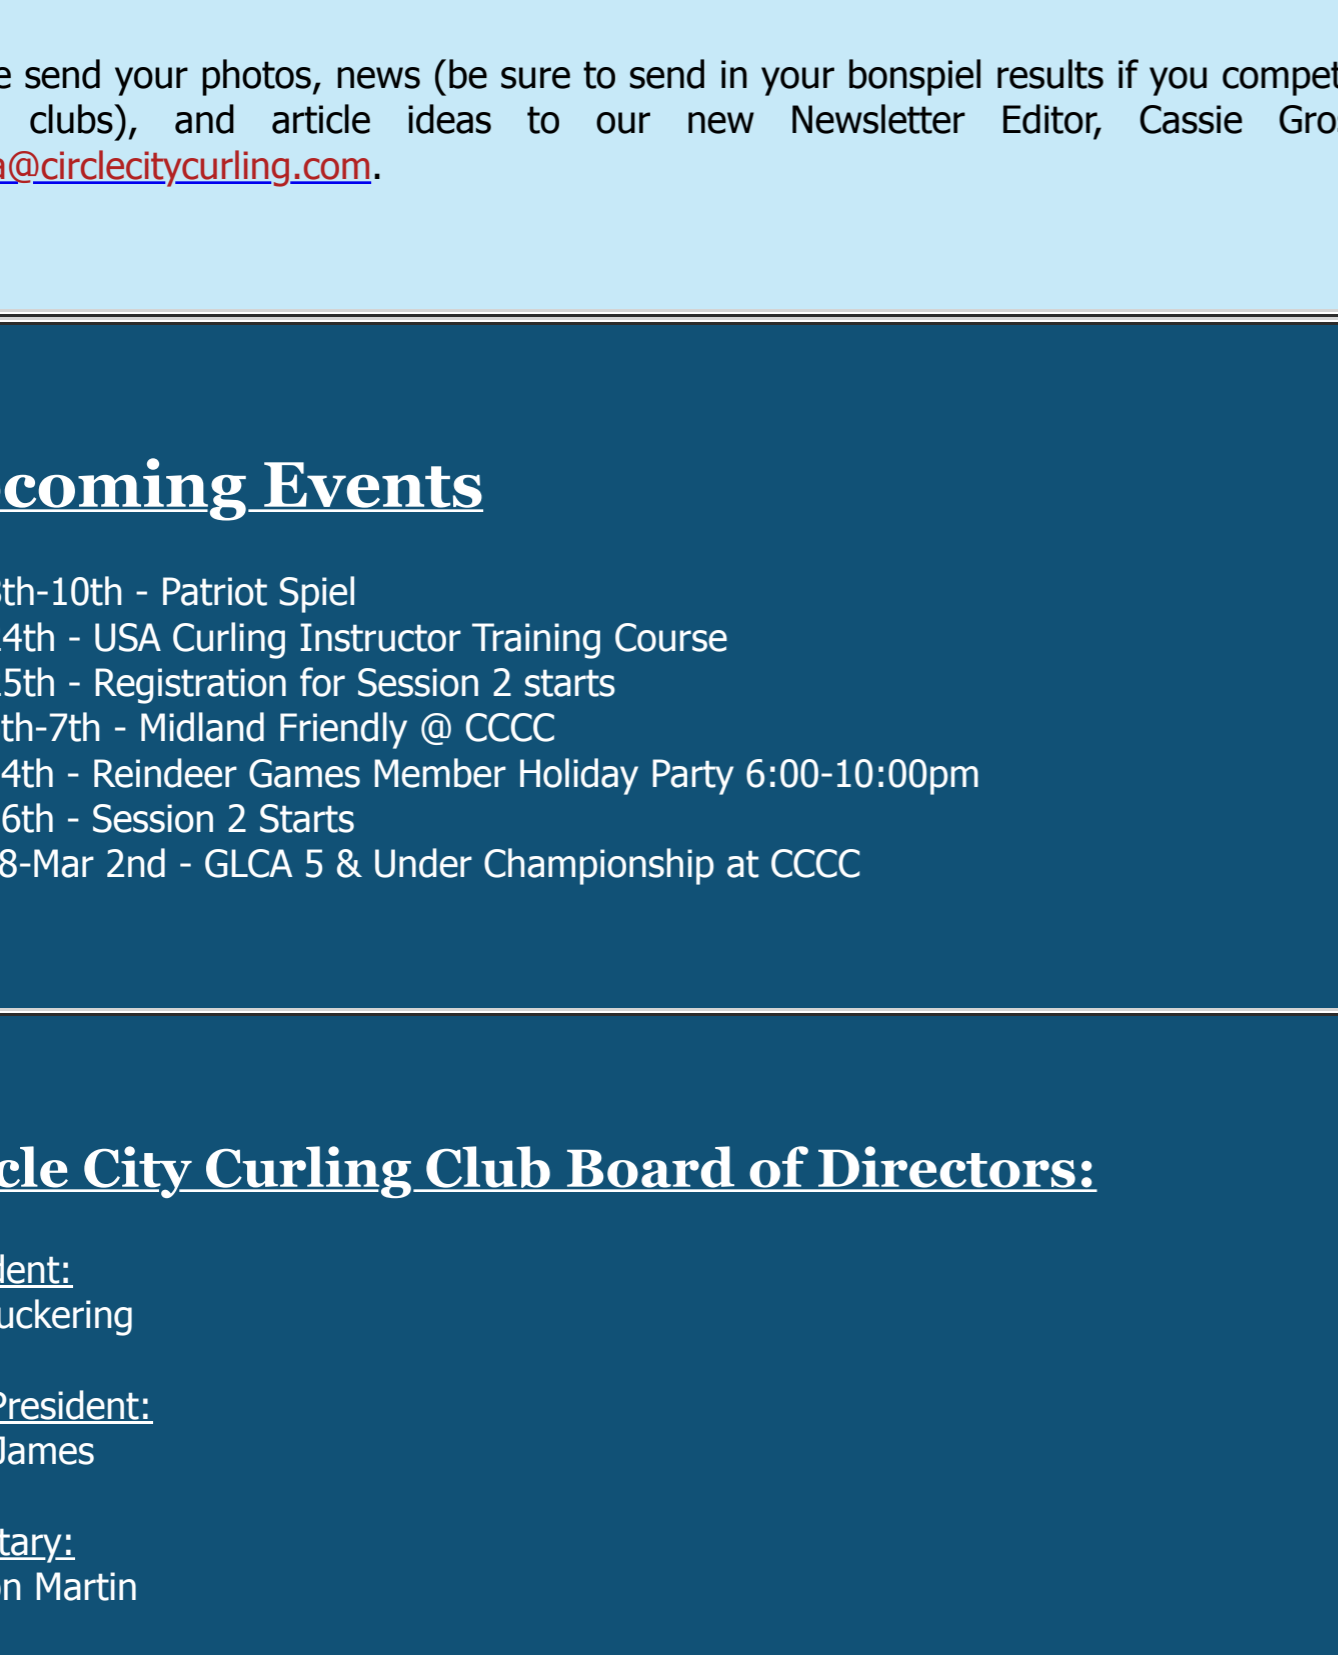 e send your photos, news (be sure to send in your bonspiel results if you compet
clubs), and article ideas to our new Newsletter Editor, Cassie Gro
a@circlecitycurling.com.
coming Events
th-10th - Patriot Spiel
4th - USA Curling Instructor Training Course
5th - Registration for Session 2 starts
th-7th - Midland Friendly @ CCCC
4th - Reindeer Games Member Holiday Party 6:00-10:00pm
6th - Session 2 Starts
8-Mar 2nd - GLCA 5 & Under Championship at CCCC
cle City Curling Club Board of Directors:
dent:
uckering
President:
James
tary:
on Martin